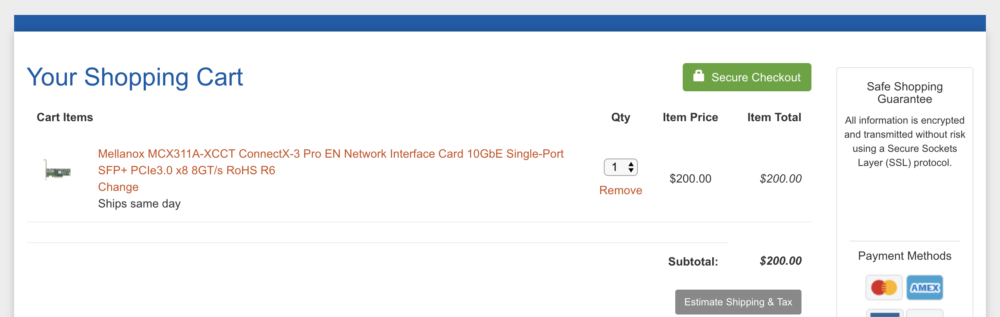 Your Shopping Cart
Secure Checkout
Cart Items
Qty
Item Price
Item Total
Mellanox MCX311A-XCCT ConnectX-3 Pro EN Network Interface Card 10GbE Single-Port
SFP+ PCIe3.0 x8 8GT/s RoHS R6
Change
Ships same day
1
Remove
$200.00
$200.00
Subtotal:
$200.00
Estimate Shipping & Tax
Safe Shopping
Guarantee
All information is encrypted
and transmitted without risk
using a Secure Sockets
Layer (SSL) protocol.
Payment Methods
AMEX